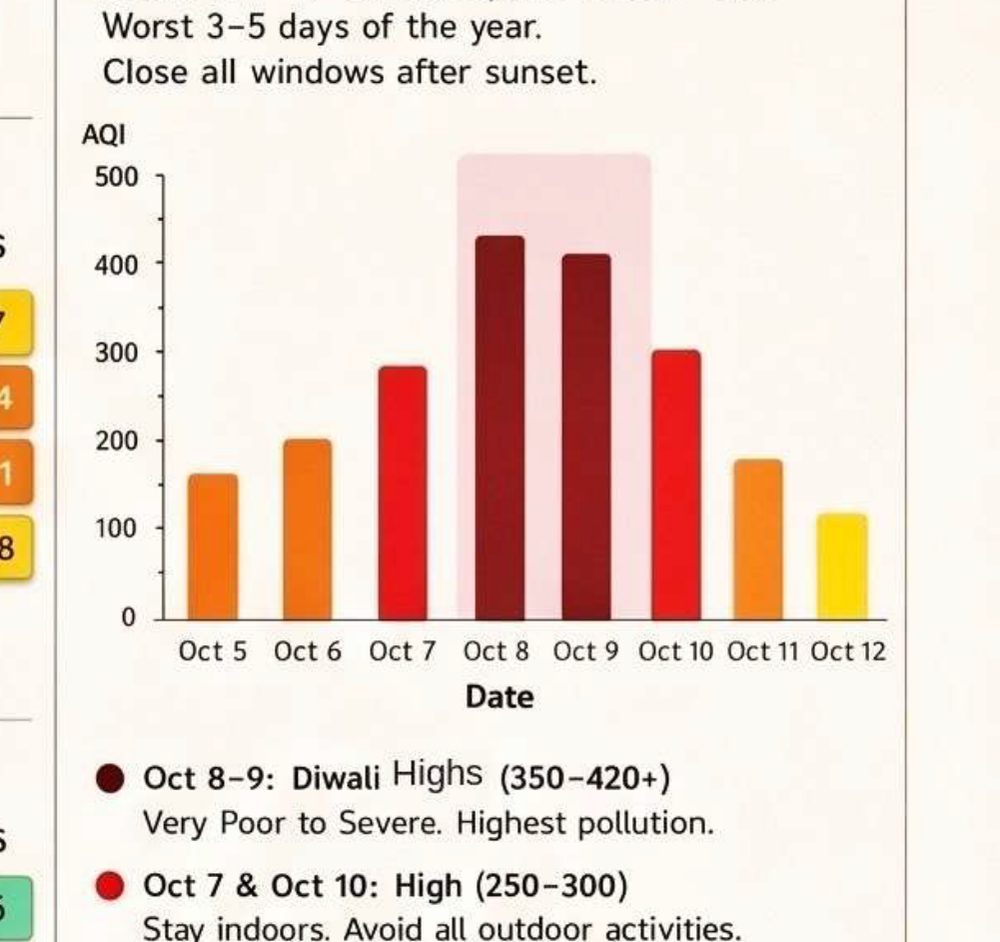 Worst 3–5 days of the year.
Close all windows after sunset.
AQI
500
400
300
200
100
0
Oct 5 Oct 6 Oct 7 Oct 8 Oct 9 Oct 10 Oct 11 Oct 12
Date
Oct 8–9: Diwali Highs (350–420+)
Very Poor to Severe. Highest pollution.
Oct 7 & Oct 10: High (250–300)
Stay indoors. Avoid all outdoor activities.